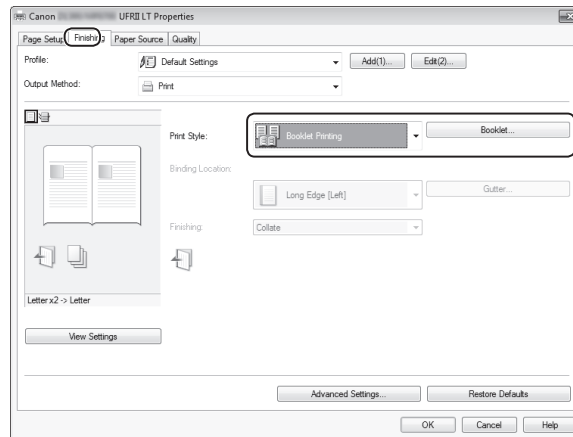 Canon UFRII LT Properties
Page Setup Finishing Paper Source Quality
Profile: Default Settings Add(1)... Edit(2)...
Output Method: Print
Print Style: Booklet Printing Booklet...
Binding Location:
Long Edge [Left] Gutter...
Finishing: Collate
Letter x2 -> Letter
View Settings
Advanced Settings... Restore Defaults
OK Cancel Help